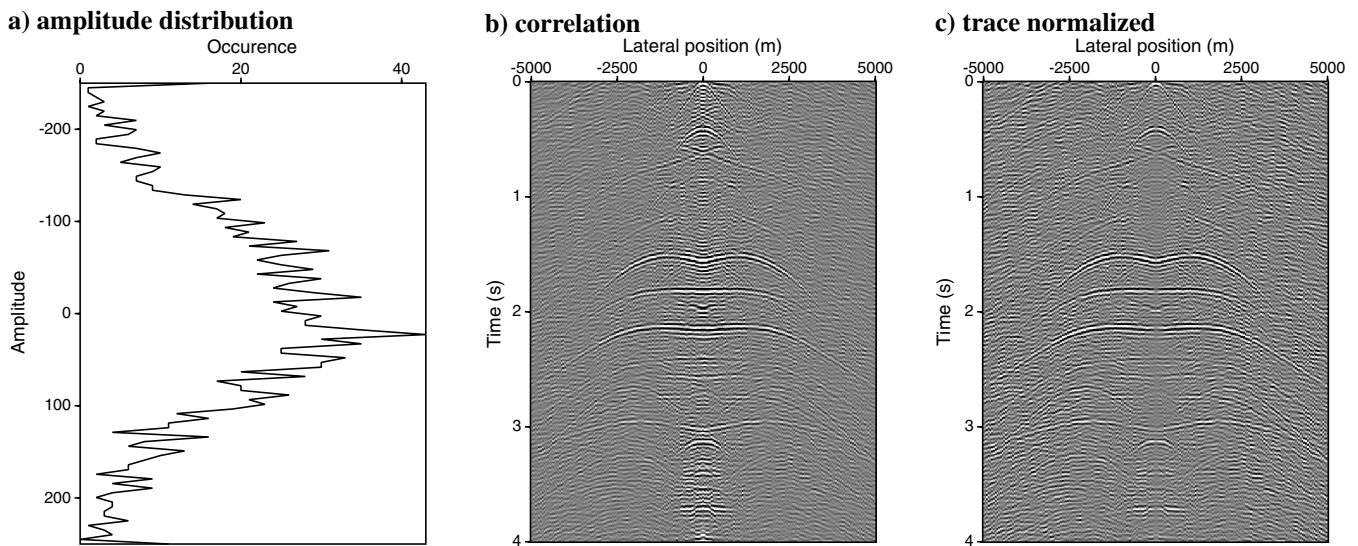 a) amplitude distribution
Occurence
0 20 40
-200
-100
0
100
200
Amplitude
b) correlation
Lateral position (m)
-5000 -2500 0 2500 5000
0
1
2
3
4
Time (s)
c) trace normalized
Lateral position (m)
-5000 -2500 0 2500 5000
0
1
2
3
4
Time (s)